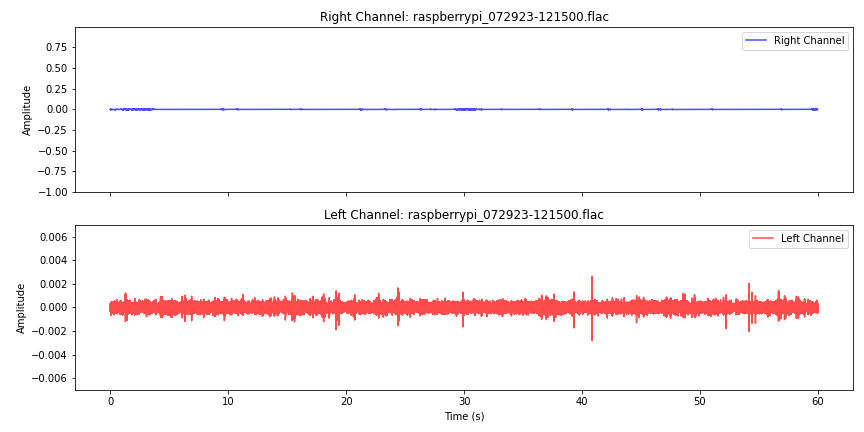 Right Channel: raspberrypi_072923-121500.flac
Right Channel
0.75
0.50
0.25
0.00
−0.25
−0.50
−0.75
−1.00
Amplitude
Left Channel: raspberrypi_072923-121500.flac
Left Channel
0.006
0.004
0.002
0.000
−0.002
−0.004
−0.006
Amplitude
0 10 20 30 40 50 60
Time (s)